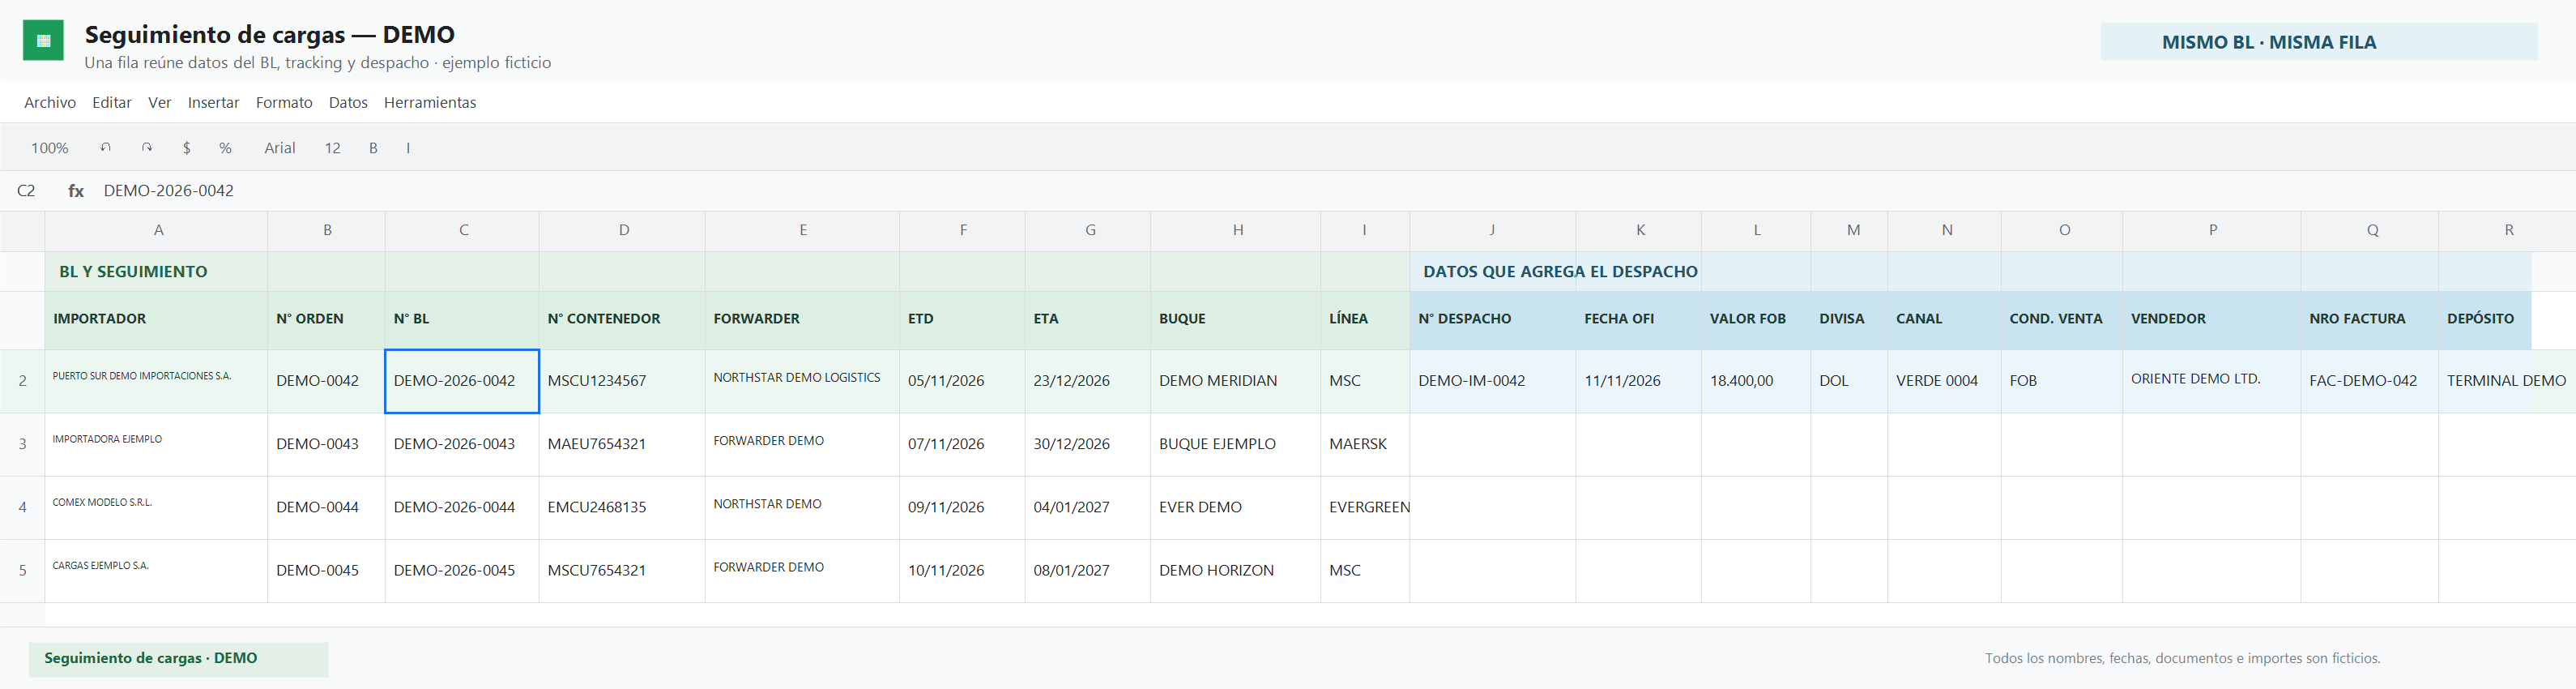 Seguimiento de cargas — DEMO
Una fila reúne datos del BL, tracking y despacho · ejemplo ficticio
MISMO BL · MISMA FILA
Archivo Editar Ver Insertar Formato Datos Herramientas
100% $ % Arial 12 B I
C2 fx DEMO-2026-0042
A B C D E F G H I J K L M N O P Q R
BL Y SEGUIMIENTO DATOS QUE AGREGA EL DESPACHO
IMPORTADOR N° ORDEN N° BL N° CONTENEDOR FORWARDER ETD ETA BUQUE LÍNEA N° DESPACHO FECHA OFI VALOR FOB DIVISA CANAL COND. VENTA VENDEDOR NRO FACTURA DEPÓSITO
2 PUERTO SUR DEMO IMPORTACIONES S.A. DEMO-0042 DEMO-2026-0042 MSCU1234567 NORTHSTAR DEMO LOGISTICS 05/11/2026 23/12/2026 DEMO MERIDIAN MSC DEMO-IM-0042 11/11/2026 18.400,00 DOL VERDE 0004 FOB ORIENTE DEMO LTD. FAC-DEMO-042 TERMINAL DEMO
3 IMPORTADORA EJEMPLO DEMO-0043 DEMO-2026-0043 MAEU7654321 FORWARDER DEMO 07/11/2026 30/12/2026 BUQUE EJEMPLO MAERSK
4 COMEX MODELO S.R.L. DEMO-0044 DEMO-2026-0044 EMCU2468135 NORTHSTAR DEMO 09/11/2026 04/01/2027 EVER DEMO EVERGREEN
5 CARGAS EJEMPLO S.A. DEMO-0045 DEMO-2026-0045 MSCU7654321 FORWARDER DEMO 10/11/2026 08/01/2027 DEMO HORIZON MSC
Seguimiento de cargas · DEMO
Todos los nombres, fechas, documentos e importes son ficticios.